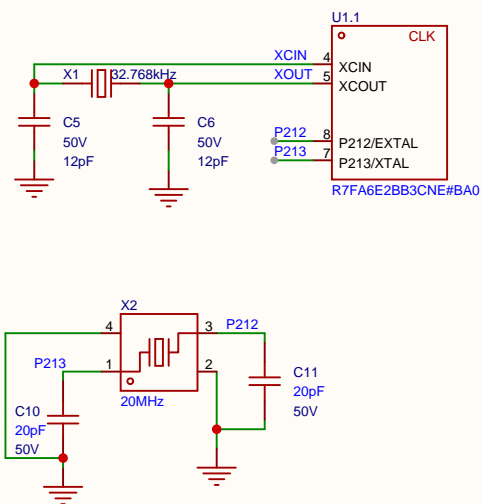 U1.1
CLK
XCIN
4
XCIN
X1
32.768kHz
XOUT
5
XCOUT
C5
50V
12pF
C6
50V
12pF
P212
8
P212/EXTAL
P213
7
P213/XTAL
R7FA6E2BB3CNE#BA0
X2
4
3
P212
P213
1
2
20MHz
C11
20pF
50V
C10
20pF
50V